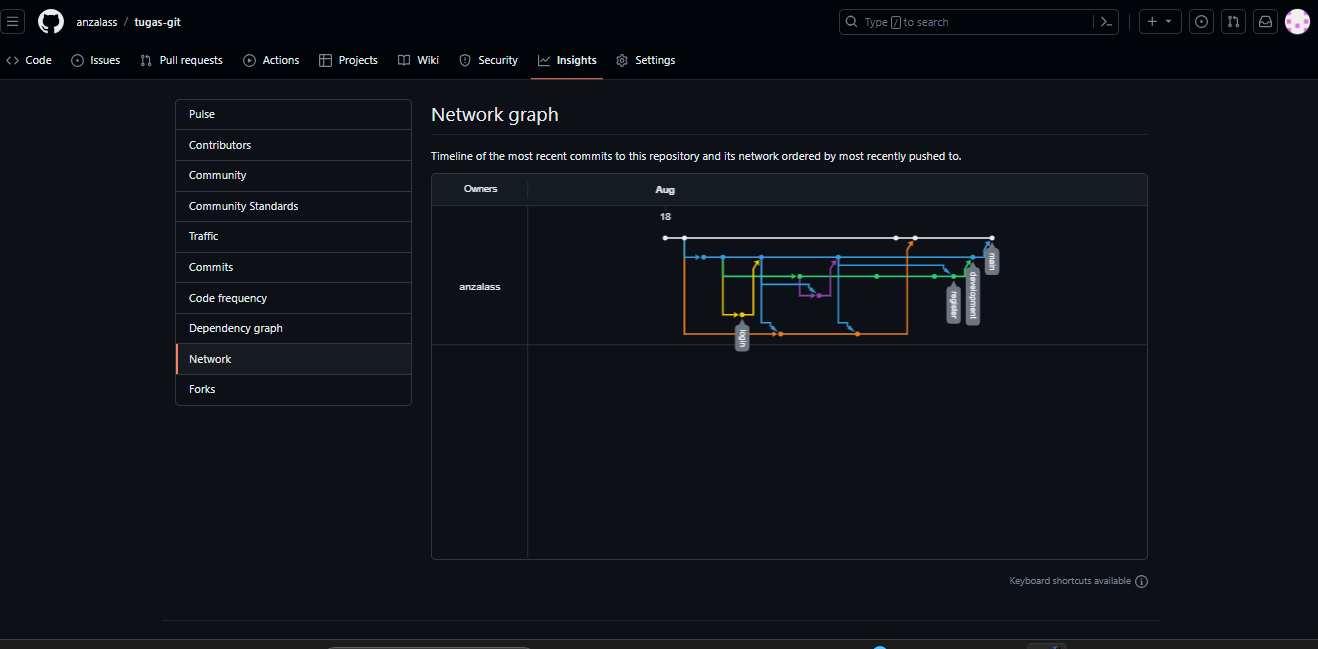 anzalass / tugas-git
Type / to search
Code Issues Pull requests Actions Projects Wiki Security Insights Settings
Pulse
Contributors
Community
Community Standards
Traffic
Commits
Code frequency
Dependency graph
Network
Forks
Network graph
Timeline of the most recent commits to this repository and its network ordered by most recently pushed to.
Owners
Aug
18
anzalass
main
development
register
login
Keyboard shortcuts available